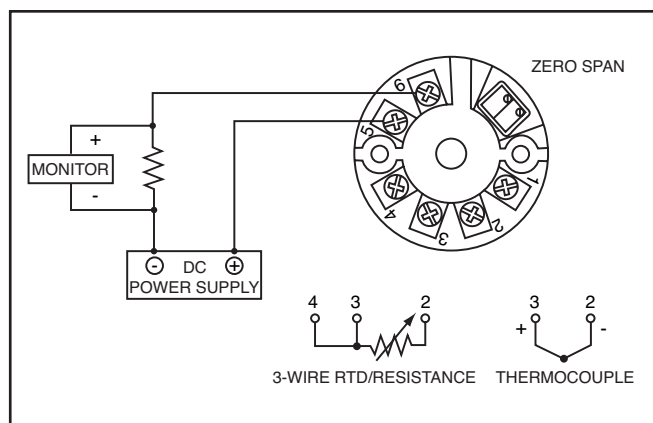 ZERO SPAN
6
5
4
3
2
1
+
MONITOR
-
- DC +
POWER SUPPLY
4 3 2
3-WIRE RTD/RESISTANCE
3 2
+ -
THERMOCOUPLE